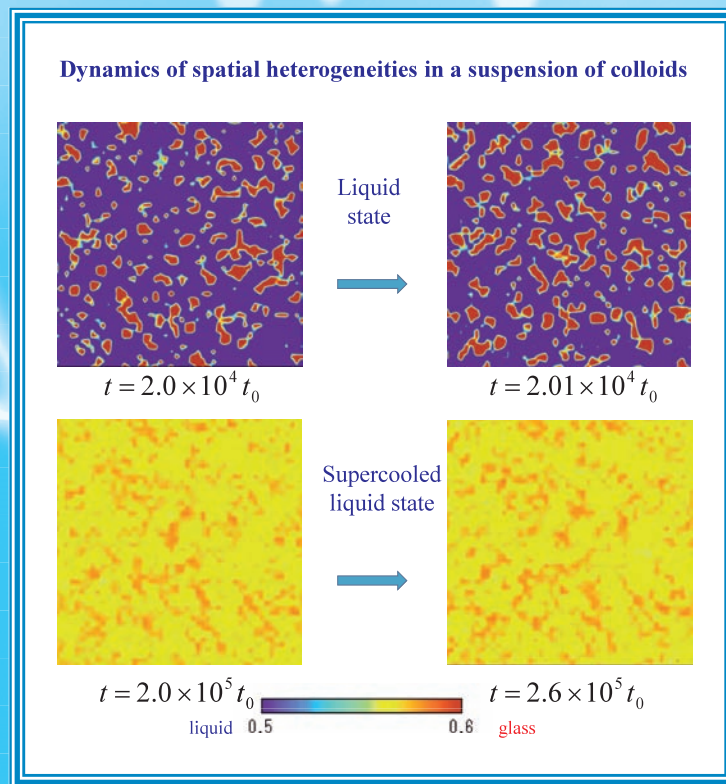 Dynamics of spatial heterogeneities in a suspension of colloids
Liquid
state
t = 2.0 × 10⁴ t₀
t = 2.01 × 10⁴ t₀
Supercooled
liquid state
t = 2.0 × 10⁵ t₀
t = 2.6 × 10⁵ t₀
liquid 0.5 0.6 glass